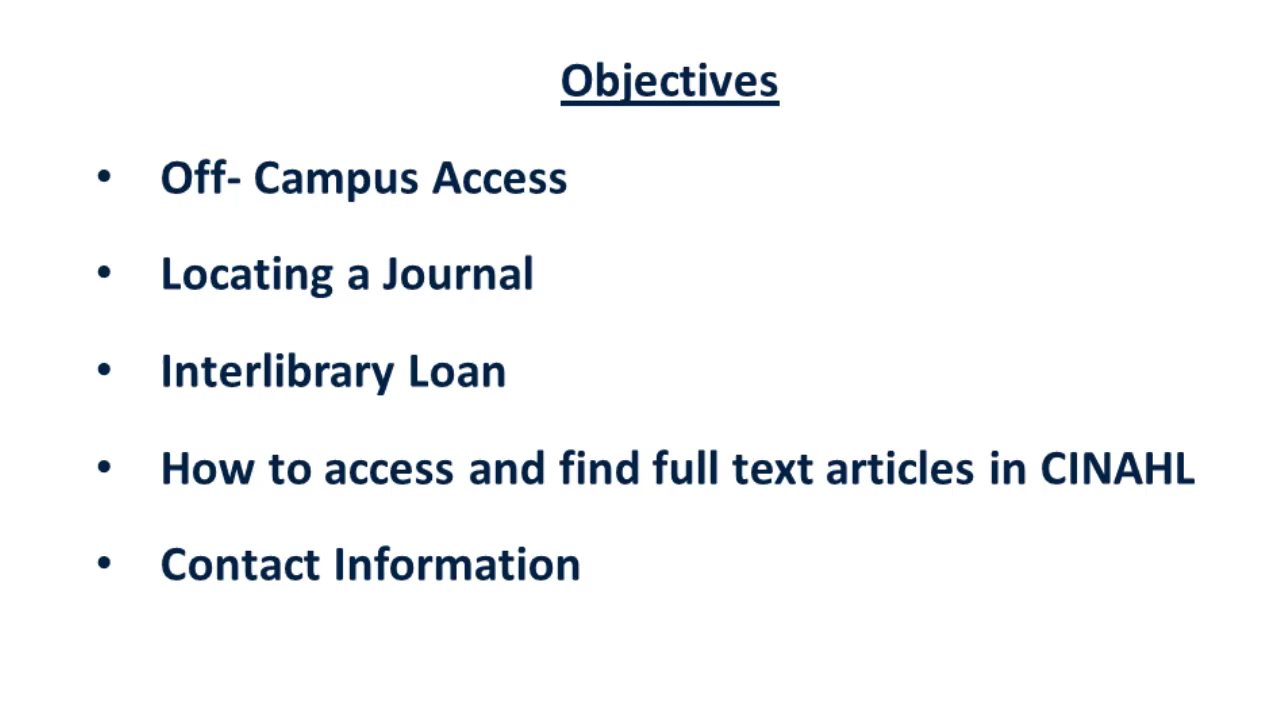 Objectives
• Off- Campus Access
• Locating a Journal
• Interlibrary Loan
• How to access and find full text articles in CINAHL
• Contact Information